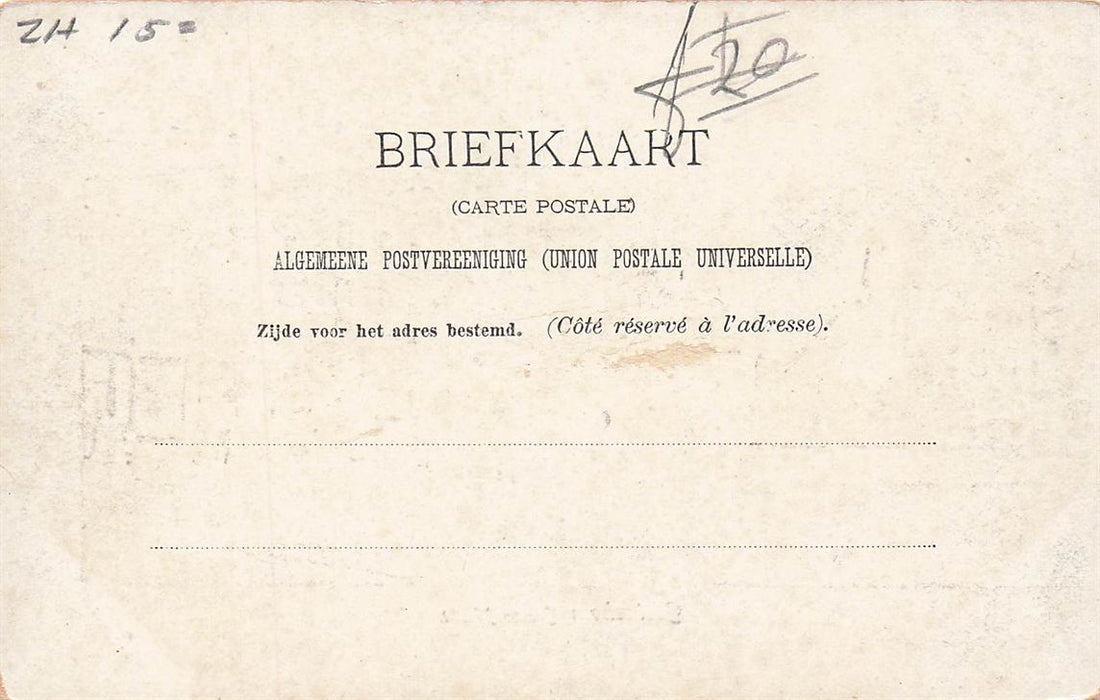 ZH 15=
20
BRIEFKAART
(CARTE POSTALE)
ALGEMEENE POSTVEREENIGING (UNION POSTALE UNIVERSELLE)
Zijde voor het adres bestemd. (Côté réservé à l'adresse).